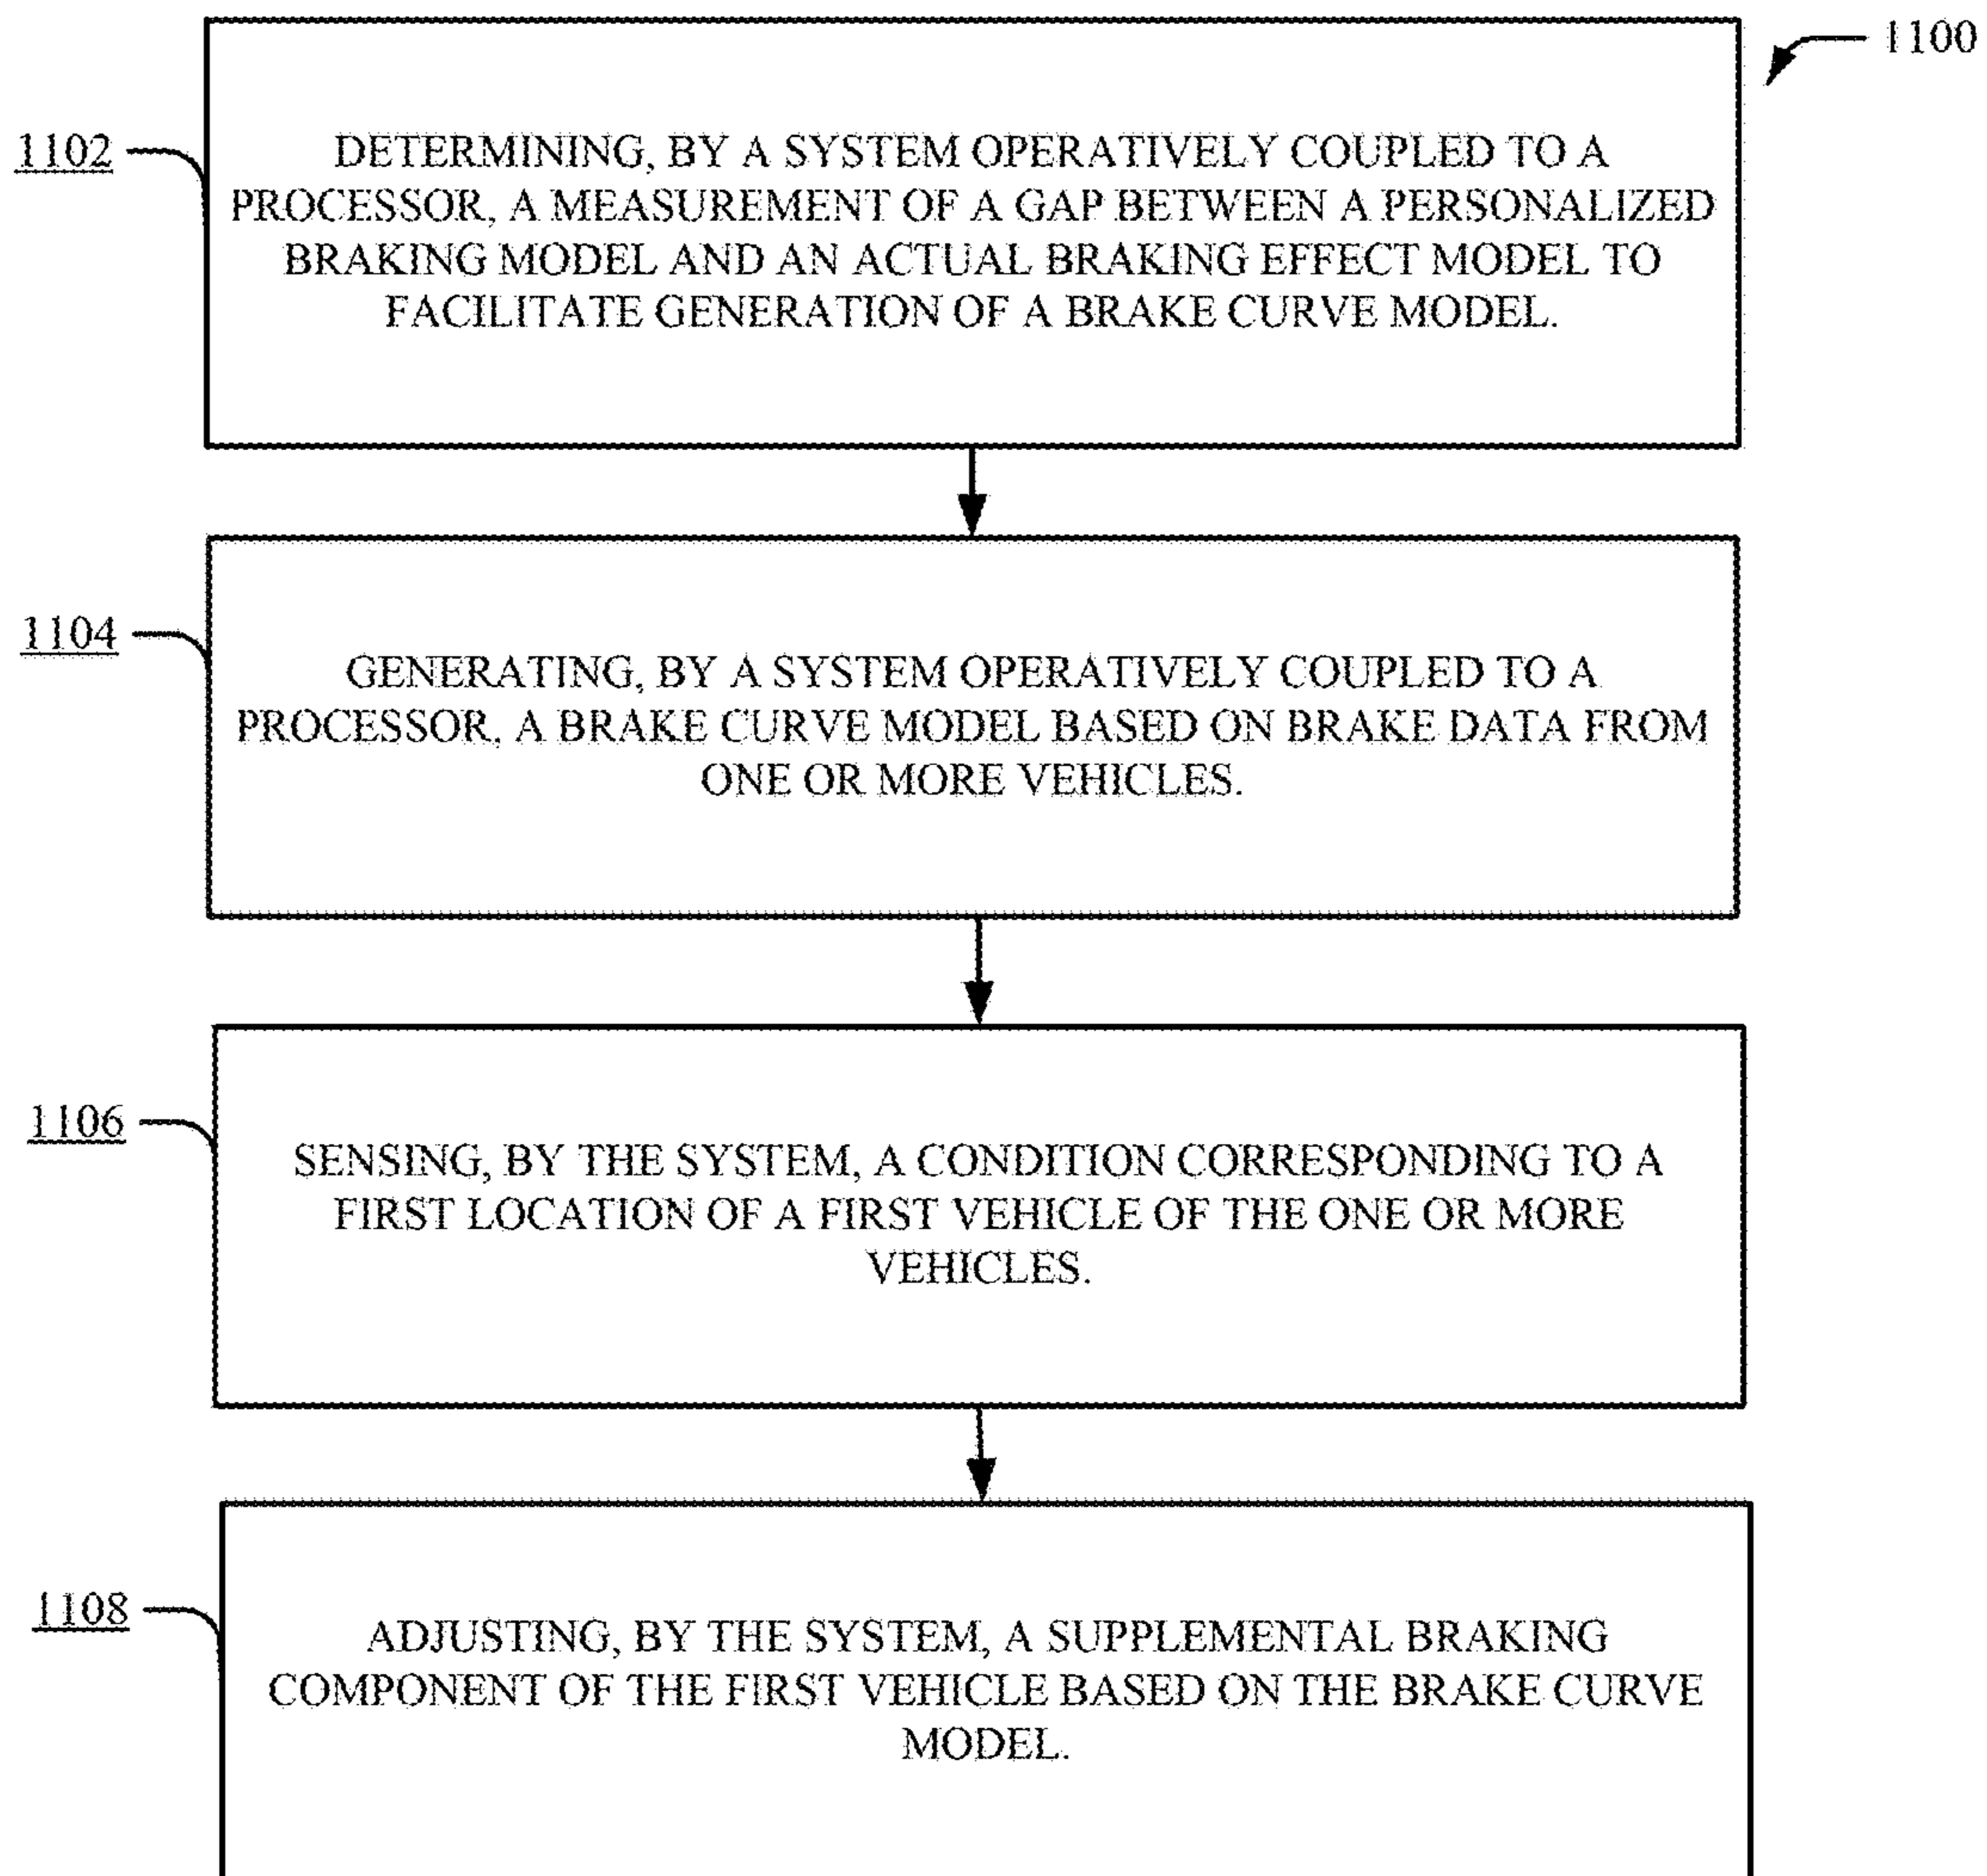 1100
1102
DETERMINING, BY A SYSTEM OPERATIVELY COUPLED TO A
PROCESSOR, A MEASUREMENT OF A GAP BETWEEN A PERSONALIZED
BRAKING MODEL AND AN ACTUAL BRAKING EFFECT MODEL TO
FACILITATE GENERATION OF A BRAKE CURVE MODEL.
1104
GENERATING, BY A SYSTEM OPERATIVELY COUPLED TO A
PROCESSOR, A BRAKE CURVE MODEL BASED ON BRAKE DATA FROM
ONE OR MORE VEHICLES.
1106
SENSING, BY THE SYSTEM, A CONDITION CORRESPONDING TO A
FIRST LOCATION OF A FIRST VEHICLE OF THE ONE OR MORE
VEHICLES.
1108
ADJUSTING, BY THE SYSTEM, A SUPPLEMENTAL BRAKING
COMPONENT OF THE FIRST VEHICLE BASED ON THE BRAKE CURVE
MODEL.